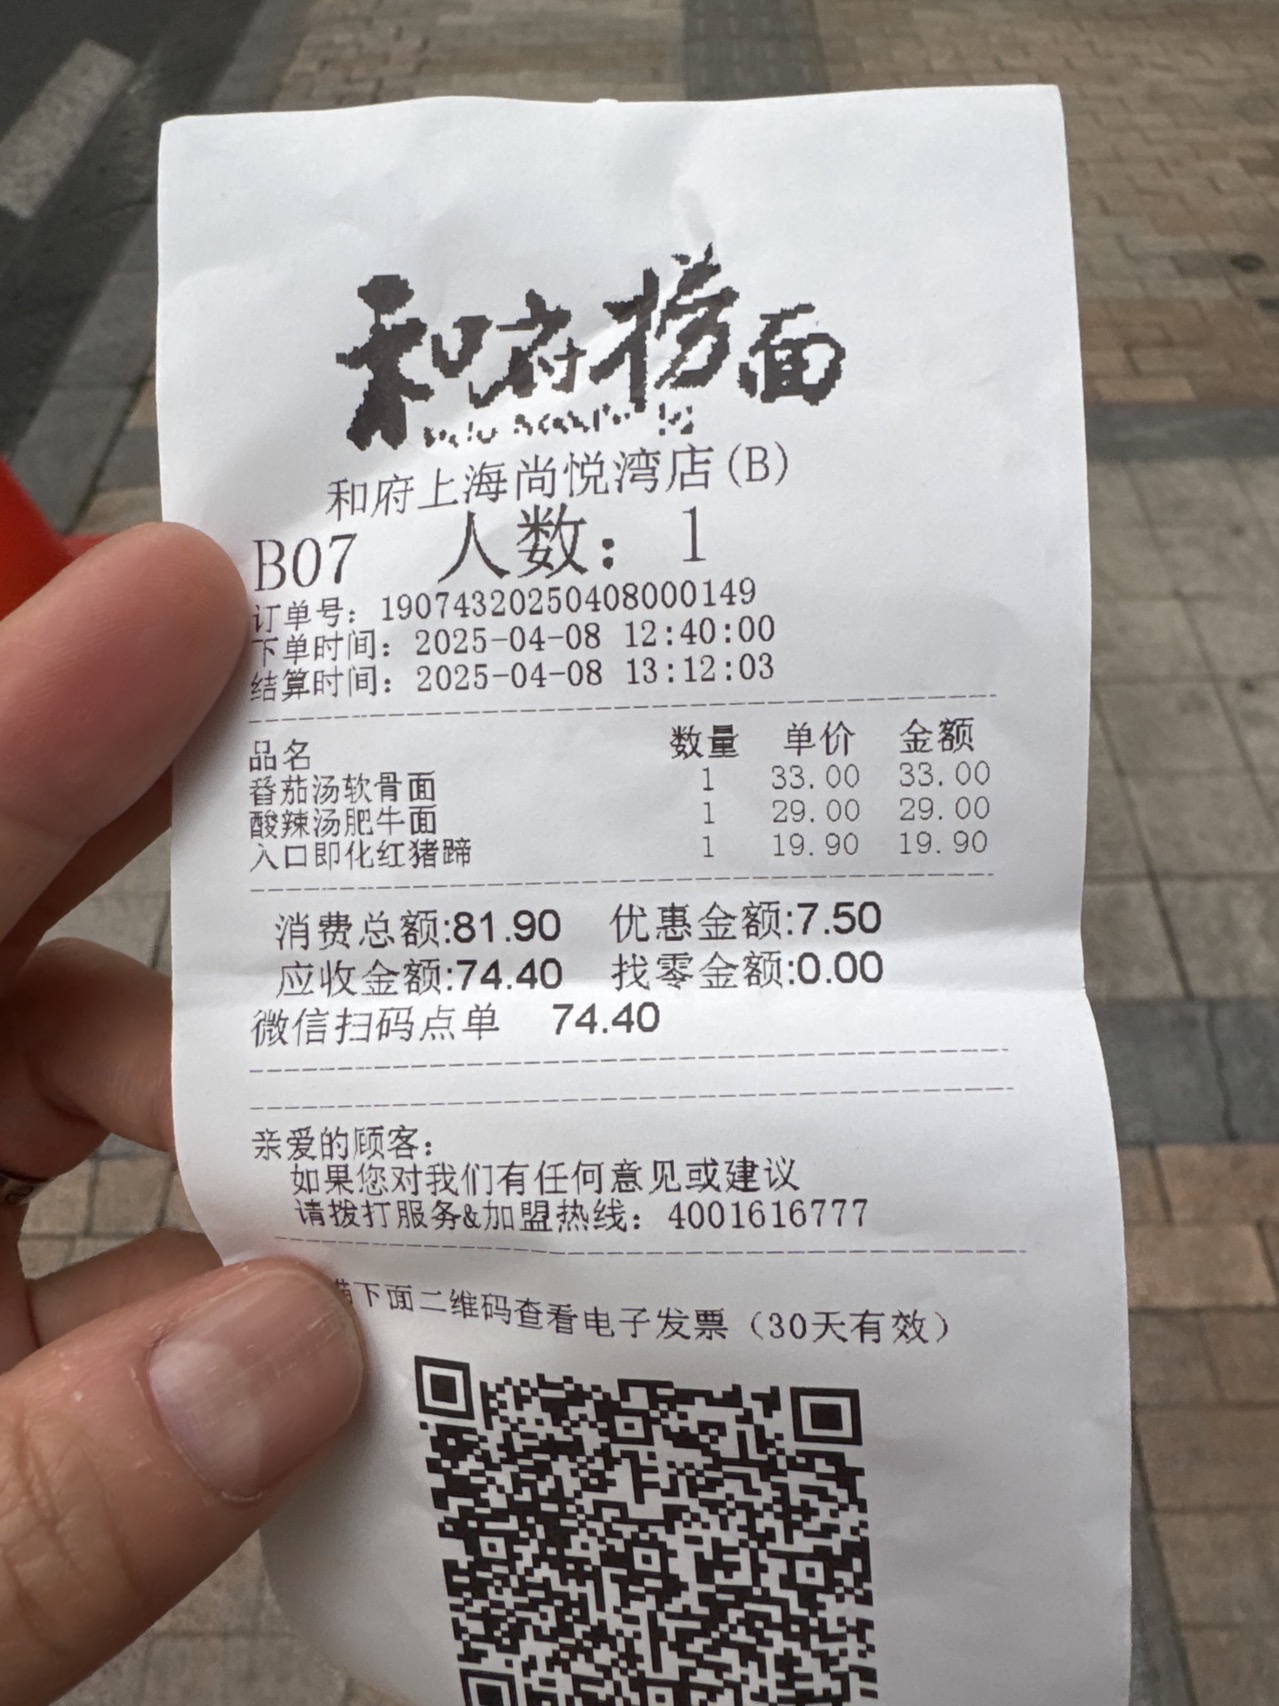 和府捞面
和府上海尚悦湾店(B)
B07 人数：1
订单号：19074320250408000149
下单时间：2025-04-08 12:40:00
结算时间：2025-04-08 13:12:03
品名 数量 单价 金额
番茄汤软骨面 1 33.00 33.00
酸辣汤肥牛面 1 29.00 29.00
入口即化红猪蹄 1 19.90 19.90
消费总额:81.90 优惠金额:7.50
应收金额:74.40 找零金额:0.00
微信扫码点单 74.40
亲爱的顾客：
如果您对我们有任何意见或建议
请拨打服务&加盟热线：4001616777
下面二维码查看电子发票（30天有效）